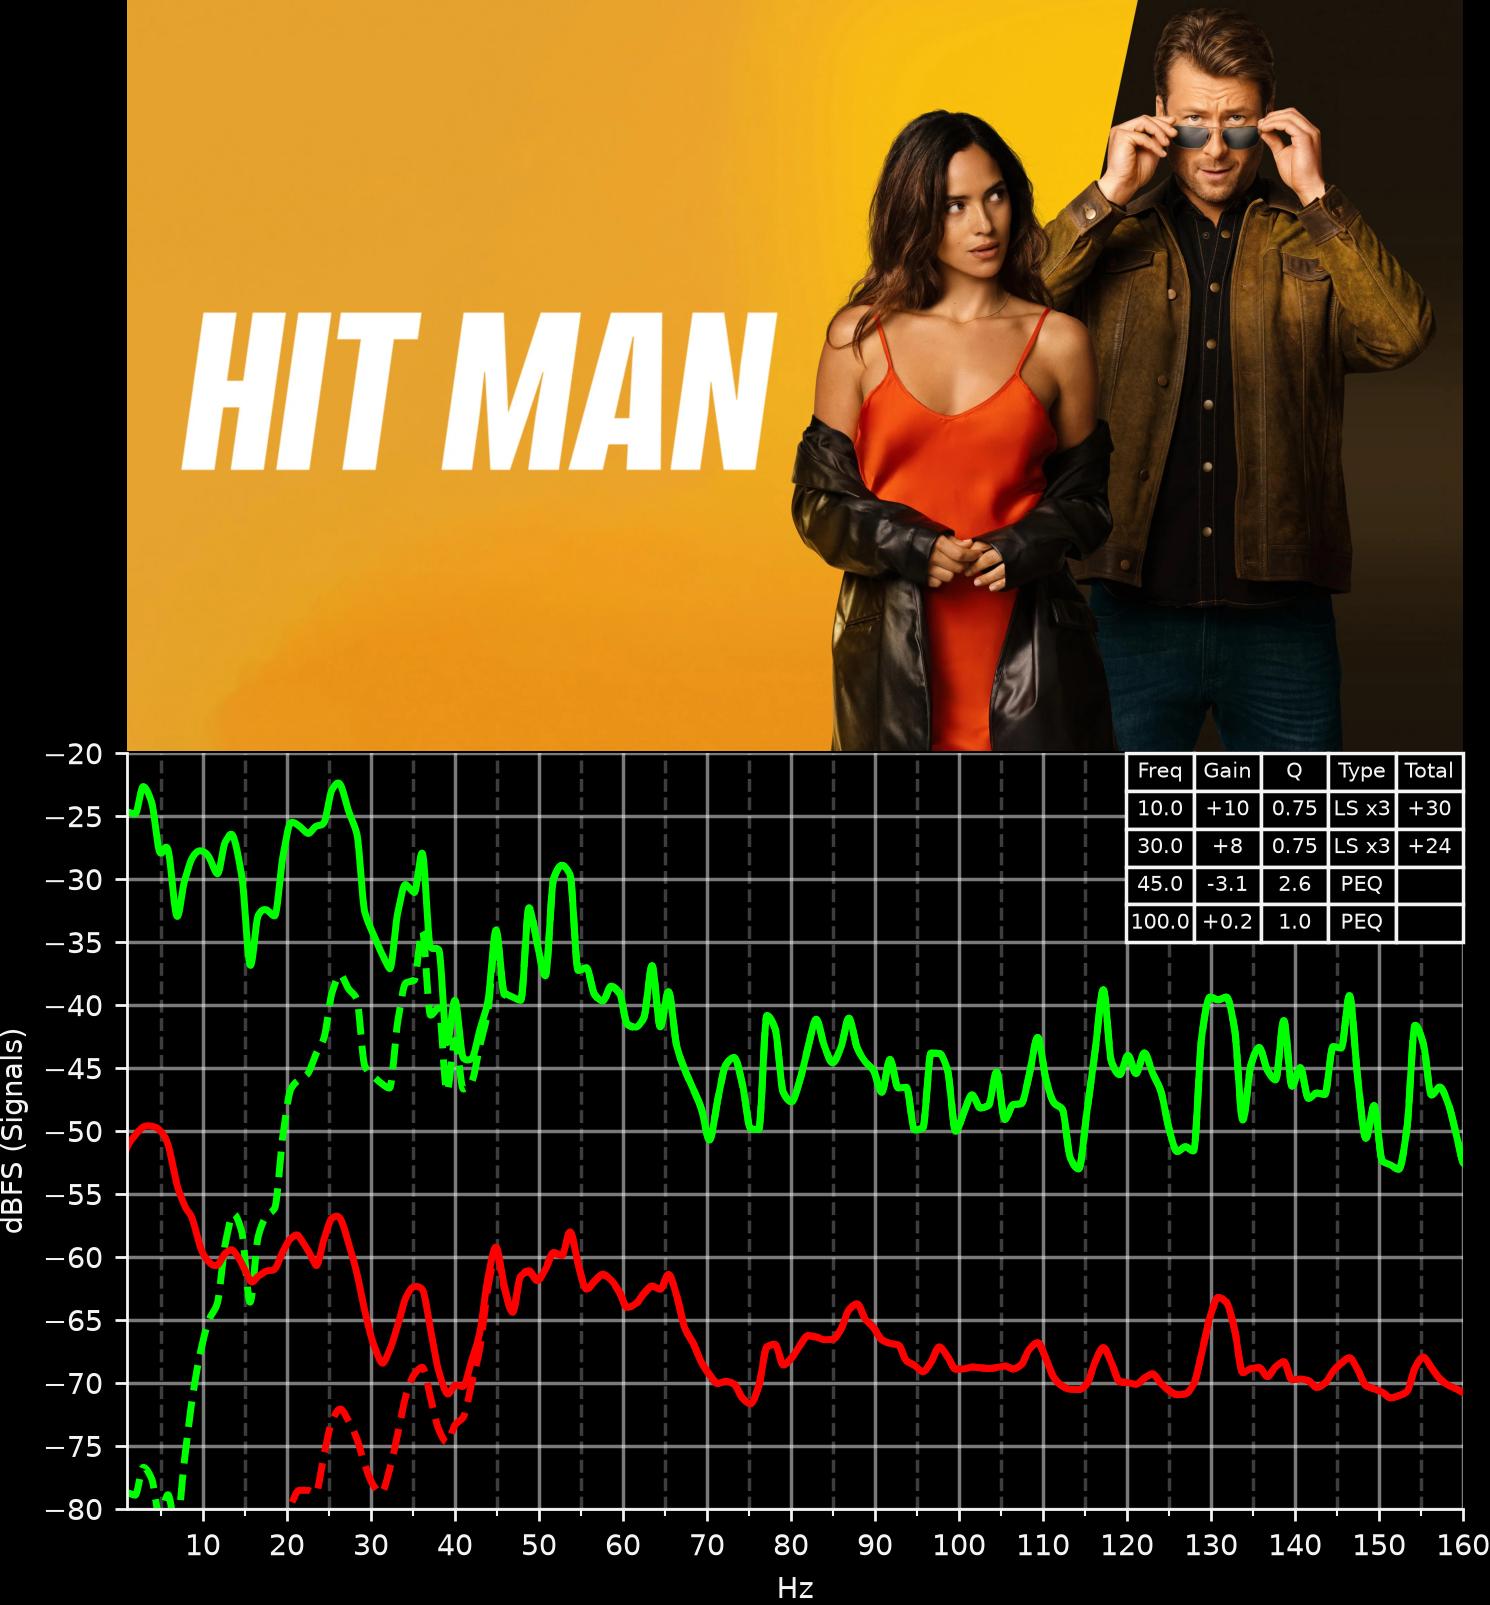 HIT MAN
−20
Freq Gain Q Type Total
10.0 +10 0.75 LS x3 +30
30.0 +8 0.75 LS x3 +24
45.0 -3.1 2.6 PEQ
100.0 +0.2 1.0 PEQ
−25
−30
−35
−40
−45
−50
−55
−60
−65
−70
−75
−80
dBFS (Signals)
10 20 30 40 50 60 70 80 90 100 110 120 130 140 150 160
Hz